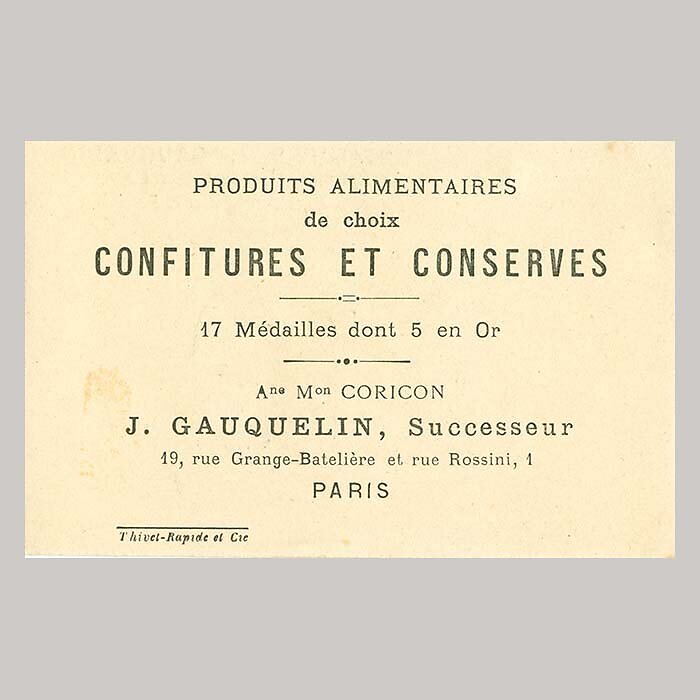 PRODUITS ALIMENTAIRES
de choix
CONFITURES ET CONSERVES
17 Médailles dont 5 en Or
Ane Mon CORICON
J. GAUQUELIN, Successeur
19, rue Grange-Batelière et rue Rossini, 1
PARIS
Thivet-Rapide et Cie